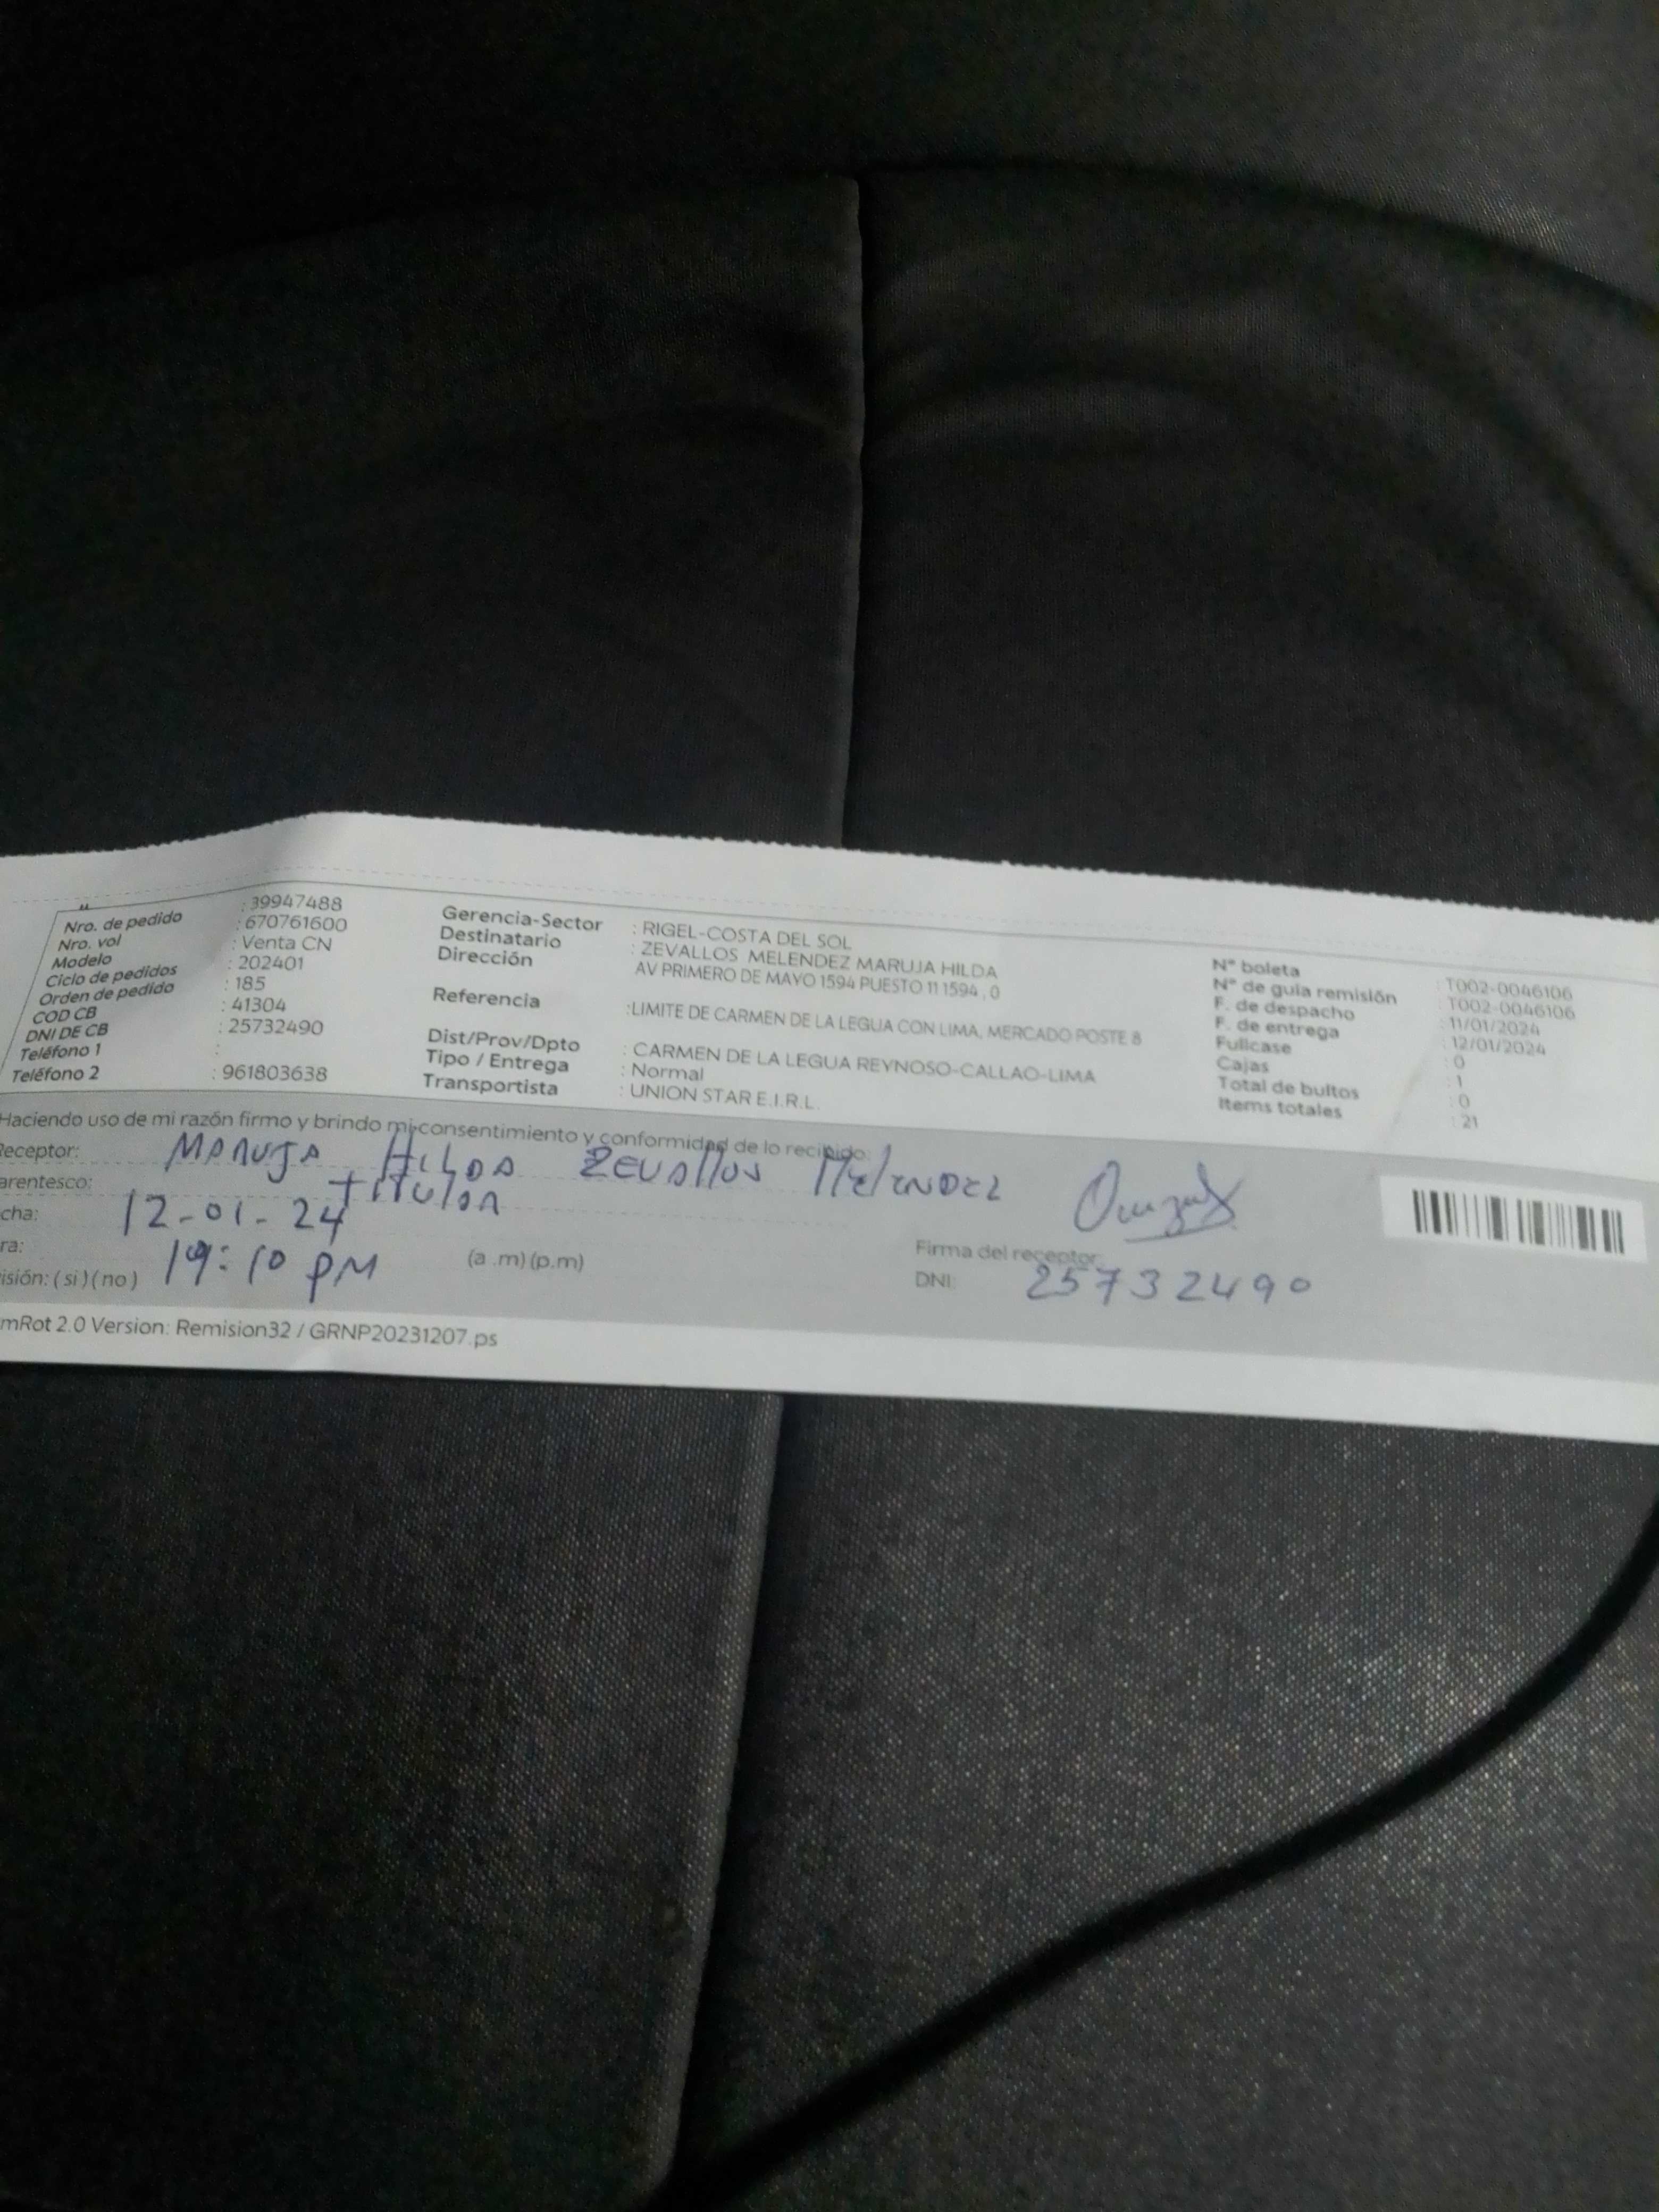 Nro. de pedido : 39947488
Nro. vol : 670761600
Modelo : Venta CN
Ciclo de pedidos : 202401
Orden de pedido : 185
COD CB : 41304
DNI DE CB : 25732490
Teléfono 1 :
Teléfono 2 : 961803638
Gerencia-Sector : RIGEL-COSTA DEL SOL
Destinatario : ZEVALLOS MELENDEZ MARUJA HILDA
Dirección AV PRIMERO DE MAYO 1594 PUESTO 11 1594 , 0
Referencia :LIMITE DE CARMEN DE LA LEGUA CON LIMA, MERCADO POSTE 8
Dist/Prov/Dpto : CARMEN DE LA LEGUA REYNOSO-CALLAO-LIMA
Tipo / Entrega : Normal
Transportista : UNION STAR E.I.R.L.
N° boleta : T002-0046106
N° de guia remisión : T002-0046106
F. de despacho : 11/01/2024
F. de entrega : 12/01/2024
Fullcase : 0
Cajas : 1
Total de bultos : 0
Items totales : 21
Haciendo uso de mi razón firmo y brindo mi consentimiento y conformidad de lo recibido:
Receptor: MARUJA HILDA ZEVALLOS MELENDEZ
arentesco: TITULAR
cha: 12-01-24
ra: 19:10 PM (a .m) (p.m)
isión: ( si ) ( no )
Firma del receptor:
DNI: 25732490
mRot 2.0 Version: Remision32 / GRNP20231207.ps